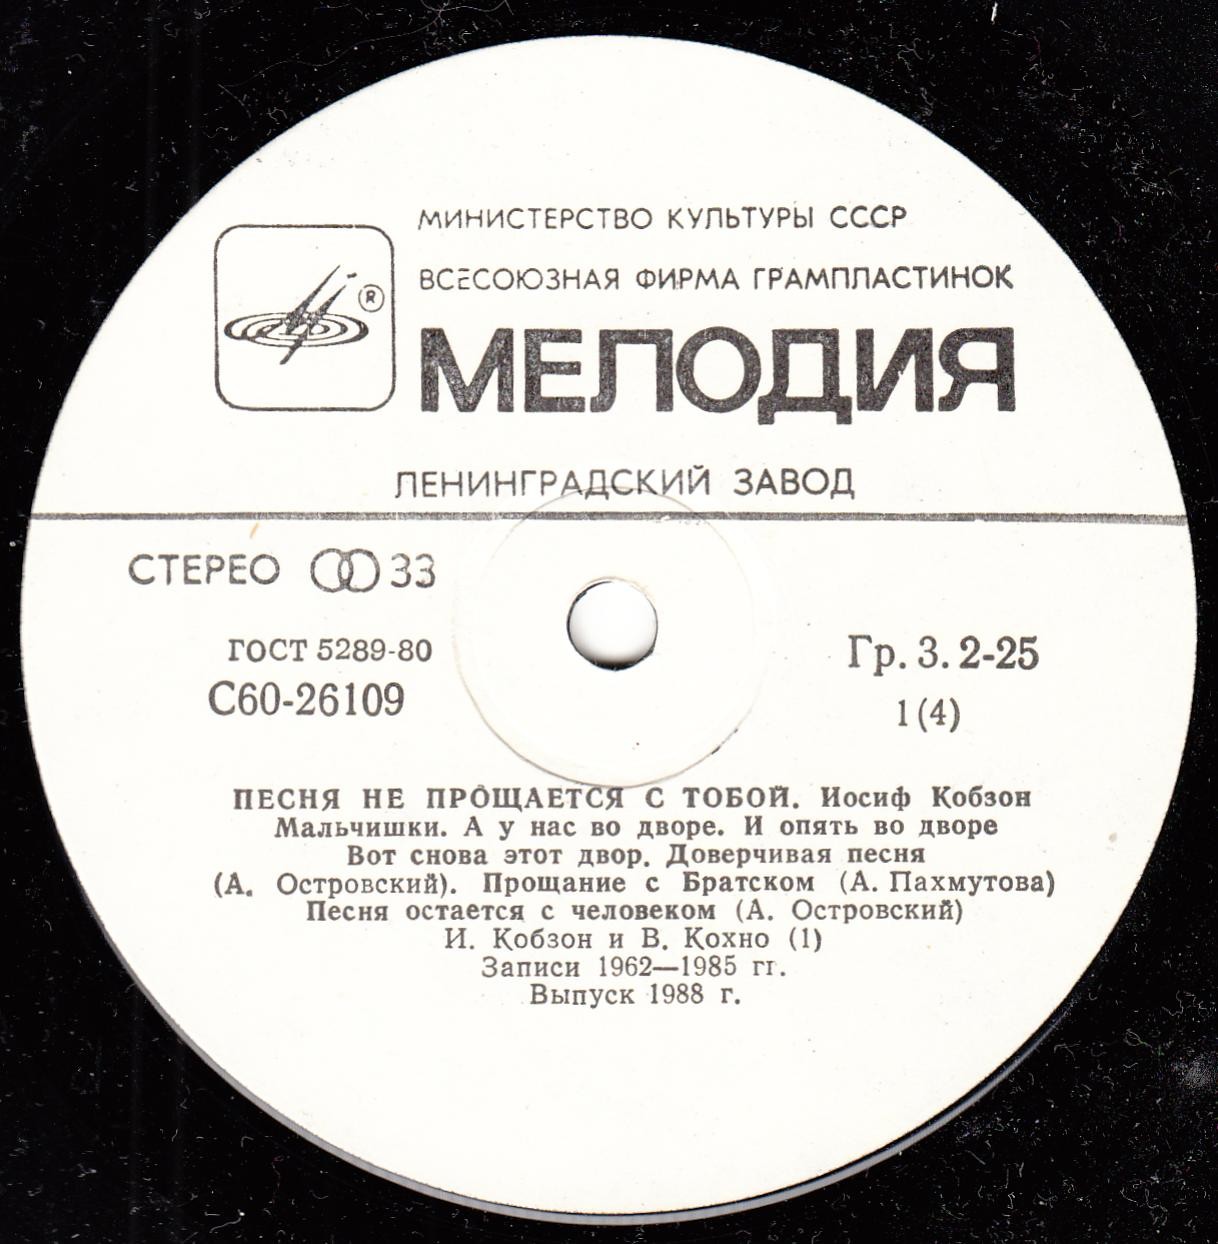 МИНИСТЕРСТВО КУЛЬТУРЫ СССР
ВСЕСОЮЗНАЯ ФИРМА ГРАМПЛАСТИНОК
®
МЕЛОДИЯ
ЛЕНИНГРАДСКИЙ ЗАВОД
СТЕРЕО 33
ГОСТ 5289-80
С60-26109
Гр. 3. 2-25
1(4)
ПЕСНЯ НЕ ПРОЩАЕТСЯ С ТОБОЙ. Иосиф Кобзон
Мальчишки. А у нас во дворе. И опять во дворе
Вот снова этот двор. Доверчивая песня
(А. Островский). Прощание с Братском (А. Пахмутова)
Песня остается с человеком (А. Островский)
И. Кобзон и В. Кохно (1)
Записи 1962—1985 гг.
Выпуск 1988 г.